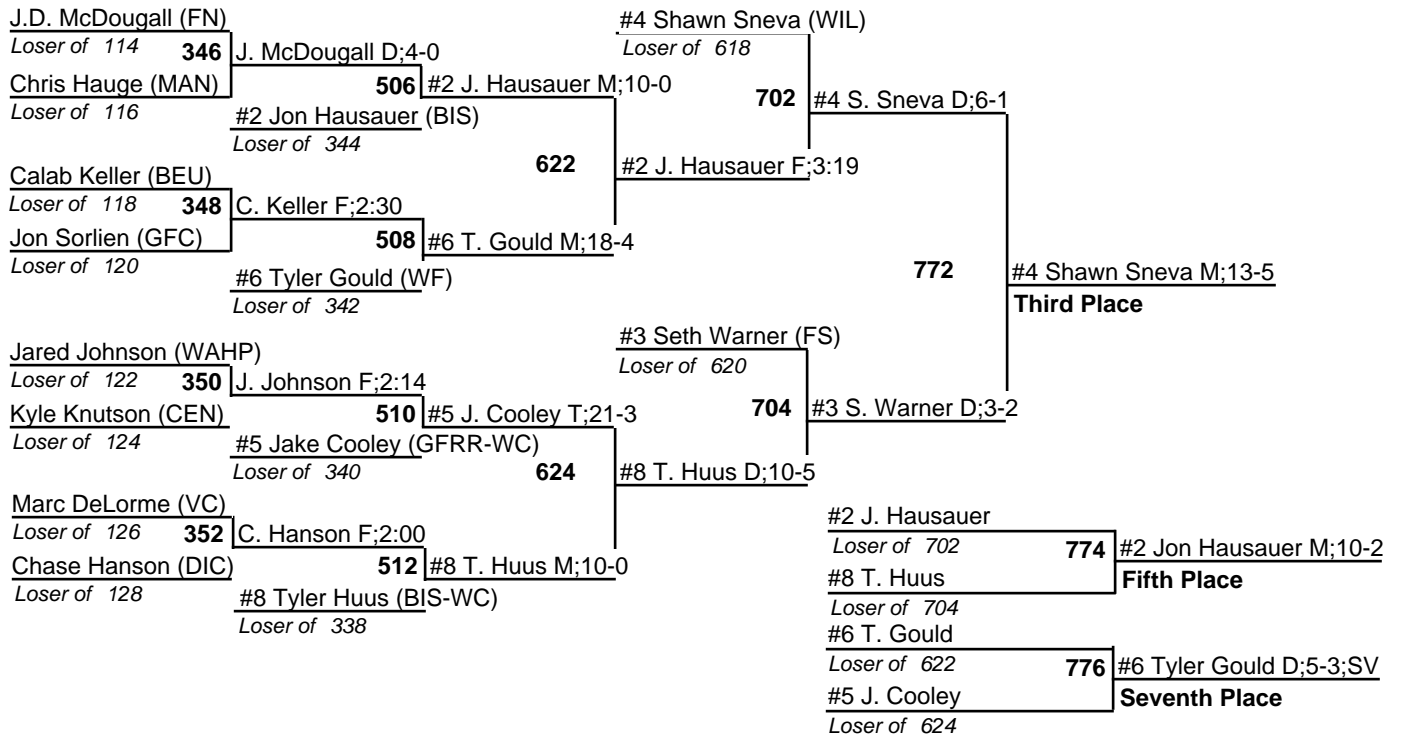 J.D. McDougall (FN)
Loser of 114
346
J. McDougall D;4-0
Chris Hauge (MAN)
Loser of 116
506
#2 J. Hausauer M;10-0
#2 Jon Hausauer (BIS)
Loser of 344
622
#2 J. Hausauer F;3:19
Calab Keller (BEU)
Loser of 118
348
C. Keller F;2:30
Jon Sorlien (GFC)
Loser of 120
508
#6 T. Gould M;18-4
#6 Tyler Gould (WF)
Loser of 342
#4 Shawn Sneva (WIL)
Loser of 618
702
#4 S. Sneva D;6-1
772
#4 Shawn Sneva M;13-5
Third Place
Jared Johnson (WAHP)
Loser of 122
350
J. Johnson F;2:14
Kyle Knutson (CEN)
Loser of 124
510
#5 J. Cooley T;21-3
#5 Jake Cooley (GFRR-WC)
Loser of 340
624
#8 T. Huus D;10-5
Marc DeLorme (VC)
Loser of 126
352
C. Hanson F;2:00
Chase Hanson (DIC)
Loser of 128
512
#8 T. Huus M;10-0
#8 Tyler Huus (BIS-WC)
Loser of 338
#3 Seth Warner (FS)
Loser of 620
704
#3 S. Warner D;3-2
#2 J. Hausauer
Loser of 702
774
#2 Jon Hausauer M;10-2
#8 T. Huus
Fifth Place
Loser of 704
#6 T. Gould
Loser of 622
776
#6 Tyler Gould D;5-3;SV
#5 J. Cooley
Seventh Place
Loser of 624